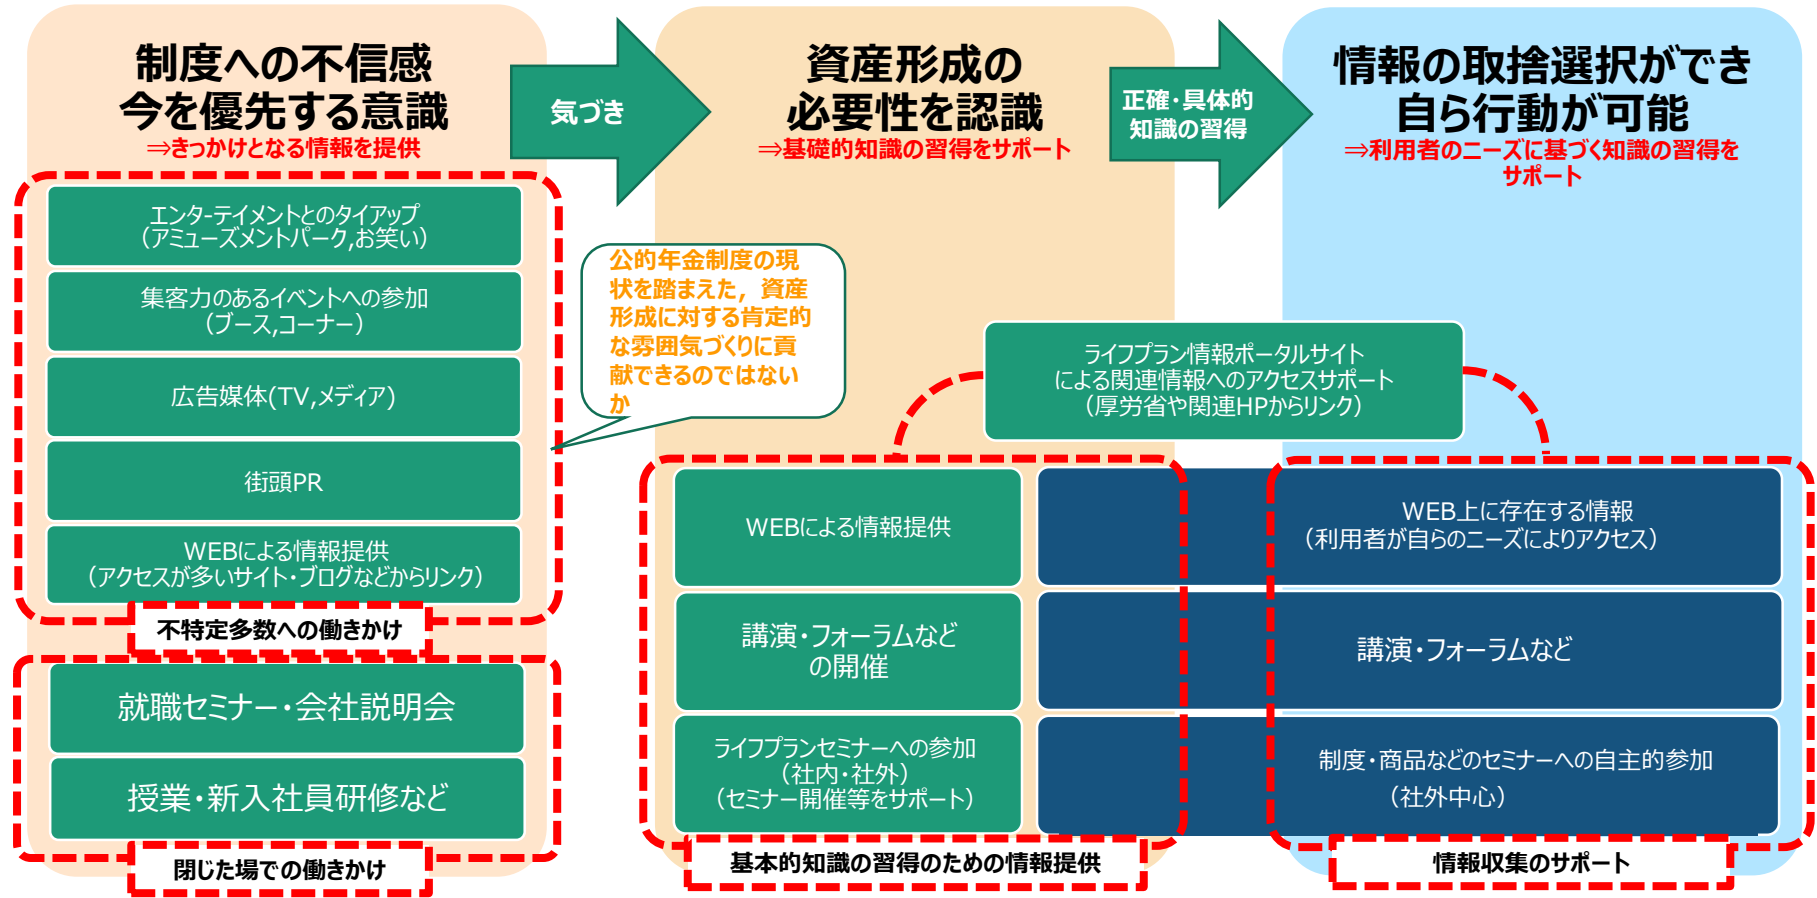 制度への不信感
今を優先する意識
⇒きっかけとなる情報を提供
エンターテイメントとのタイアップ
（アミューズメントパーク,お笑い）
集客力のあるイベントへの参加
（ブース,コーナー）
広告媒体(TV,メディア)
街頭PR
WEBによる情報提供
（アクセスが多いサイト・ブログなどからリンク）
不特定多数への働きかけ
就職セミナー・会社説明会
授業・新入社員研修など
閉じた場での働きかけ
気づき
公的年金制度の現
状を踏まえた，資産
形成に対する肯定的
な雰囲気づくりに貢
献できるのではない
か
資産形成の
必要性を認識
⇒基礎的知識の習得をサポート
正確・具体的
知識の習得
情報の取捨選択ができ
自ら行動が可能
⇒利用者のニーズに基づく知識の習得を
サポート
ライフプラン情報ポータルサイト
による関連情報へのアクセスサポート
（厚労省や関連HPからリンク）
WEBによる情報提供
講演・フォーラムなど
の開催
ライフプランセミナーへの参加
（社内・社外）
（セミナー開催等をサポート）
基本的知識の習得のための情報提供
WEB上に存在する情報
（利用者が自らのニーズによりアクセス）
講演・フォーラムなど
制度・商品などのセミナーへの自主的参加
（社外中心）
情報収集のサポート